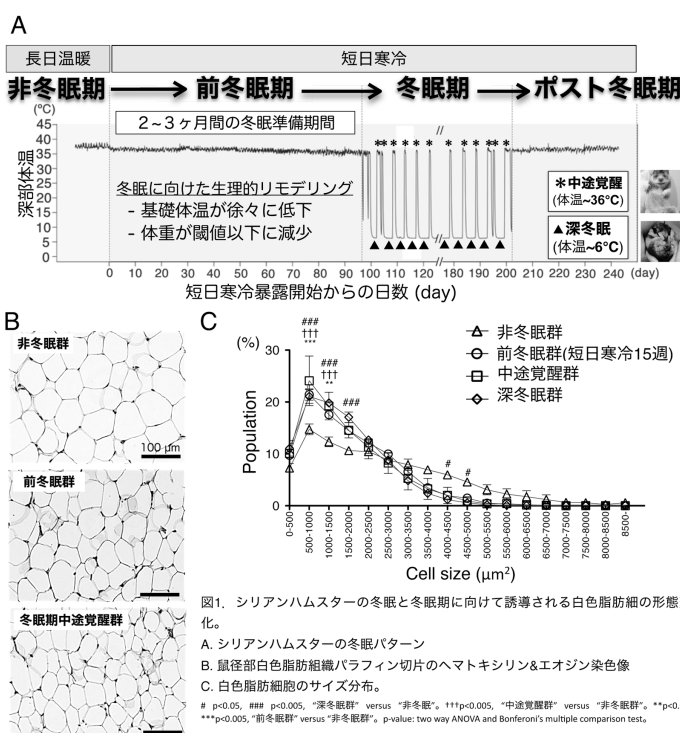 A
長日温暖
短日寒冷
非冬眠期
前冬眠期
冬眠期
ポスト冬眠期
(℃)
45
40
35
30
25
20
15
10
5
0
深部体温
2~3ヶ月間の冬眠準備期間
冬眠に向けた生理的リモデリング
- 基礎体温が徐々に低下
- 体重が閾値以下に減少
//
** * * * * * * * * ***
＊中途覚醒
(体温~36℃)
▲深冬眠
(体温~6℃)
▲▲▲▲▲ ▲▲▲▲ ▲
//
0 10 20 30 40 50 60 70 80 90 100 110 120 180 190 200 210 220 230 240 (day)
短日寒冷暴露開始からの日数 (day)
B
非冬眠群
100 μm
前冬眠群
冬眠期中途覚醒群
C
(%)
30
20
10
0
Population
###
†††
***
###
†††
**
###
#
#
非冬眠群
前冬眠群(短日寒冷15週)
中途覚醒群
深冬眠群
0-500
500-1000
1000-1500
1500-2000
2000-2500
2500-3000
3000-3500
3500-4000
4000-4500
4500-5000
5000-5500
5500-6000
6000-6500
6500-7000
7000-7500
7500-8000
8000-8500
8500
Cell size (μm²)
図1. シリアンハムスターの冬眠と冬眠期に向けて誘導される白色脂肪細の形態
化。
A. シリアンハムスターの冬眠パターン
B. 鼠径部白色脂肪組織パラフィン切片のヘマトキシリン&エオジン染色像
C. 白色脂肪細胞のサイズ分布。
# p<0.05, ### p<0.005, “深冬眠群” versus “非冬眠”。†††p<0.005, “中途覚醒群” versus “非冬眠群”。**p<0.
***p<0.005, “前冬眠群” versus “非冬眠群”。p-value: two way ANOVA and Bonferoni’s multiple comparison test。